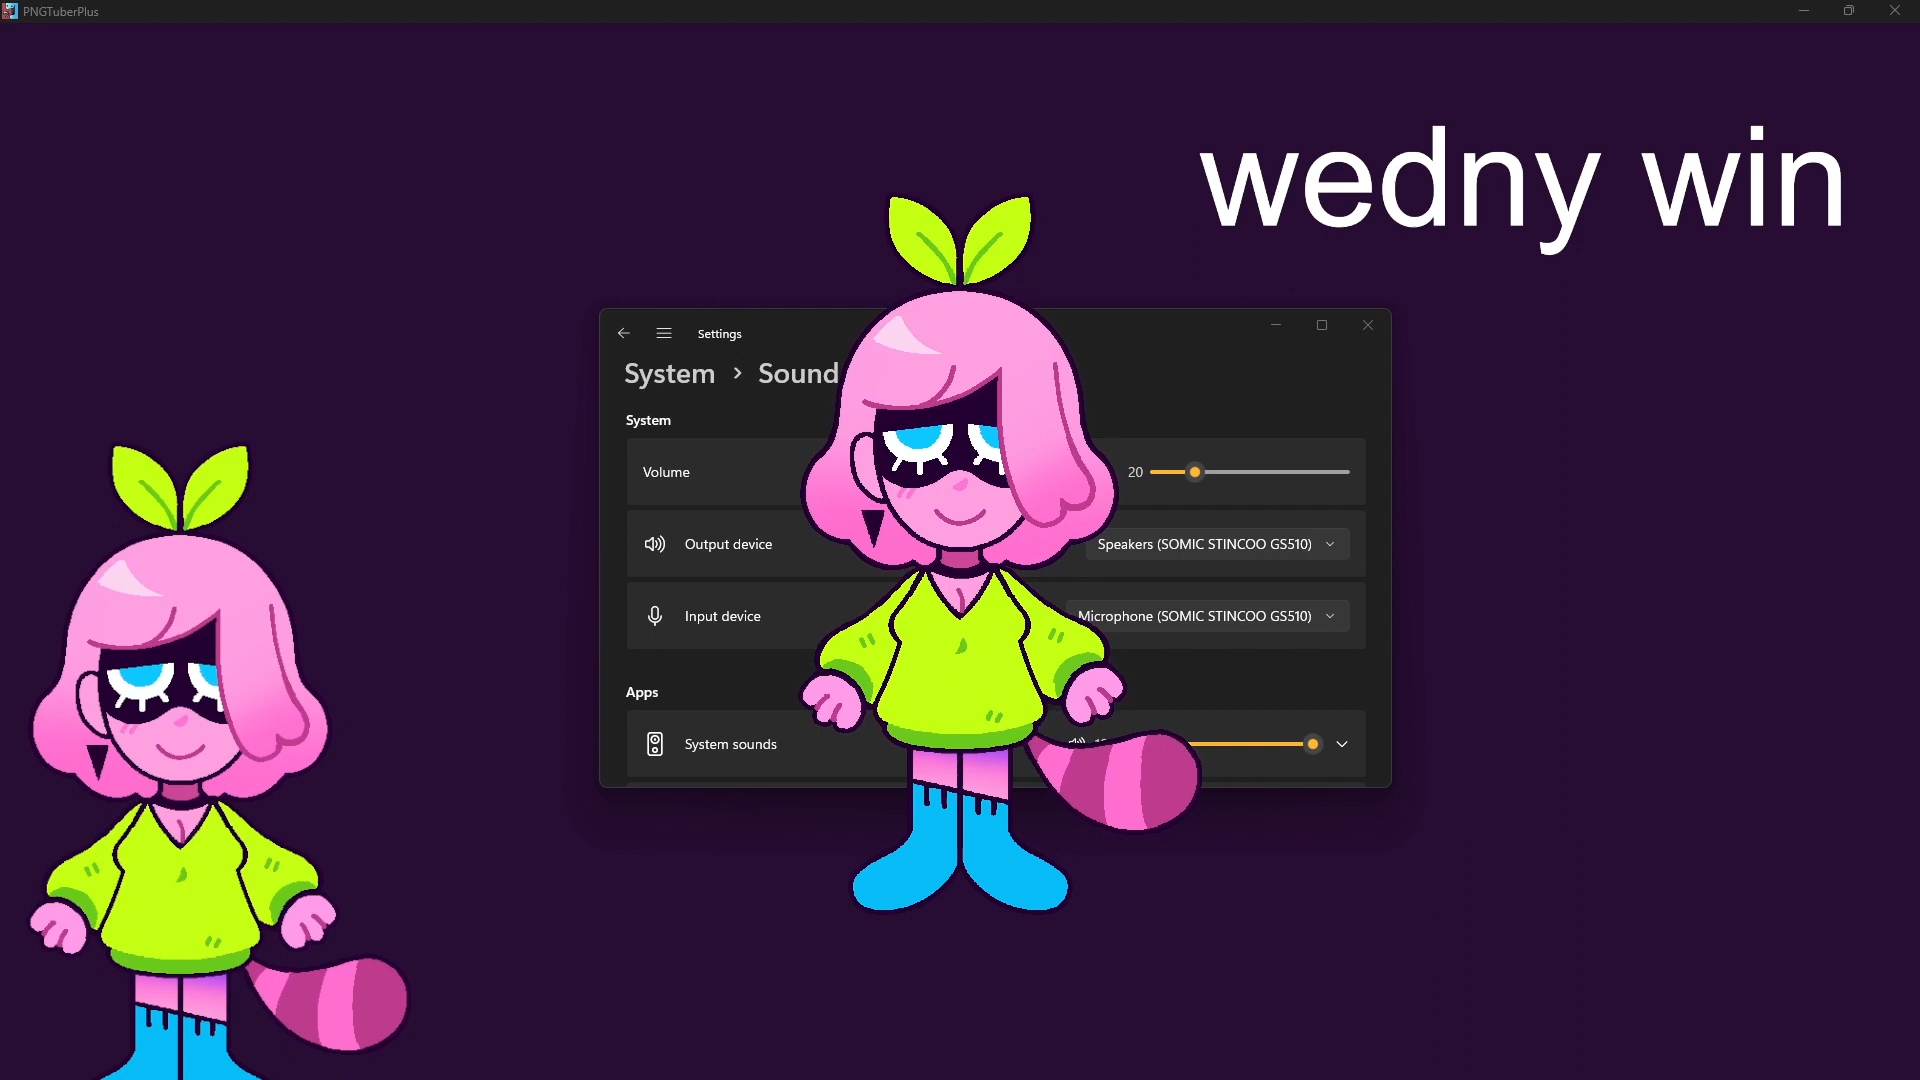 PNGTuberPlus
wedny win
Settings
System > Sound
System
Volume
20
Output device
Speakers (SOMIC STINCOO GS510)
Input device
Microphone (SOMIC STINCOO GS510)
Apps
System sounds